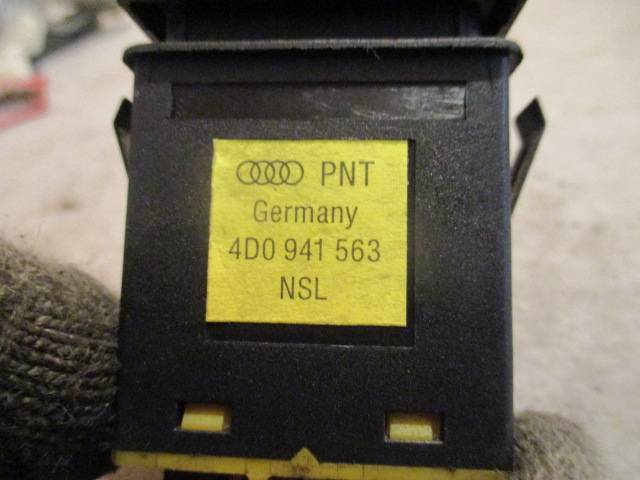 PNT
Germany
4D0 941 563
NSL